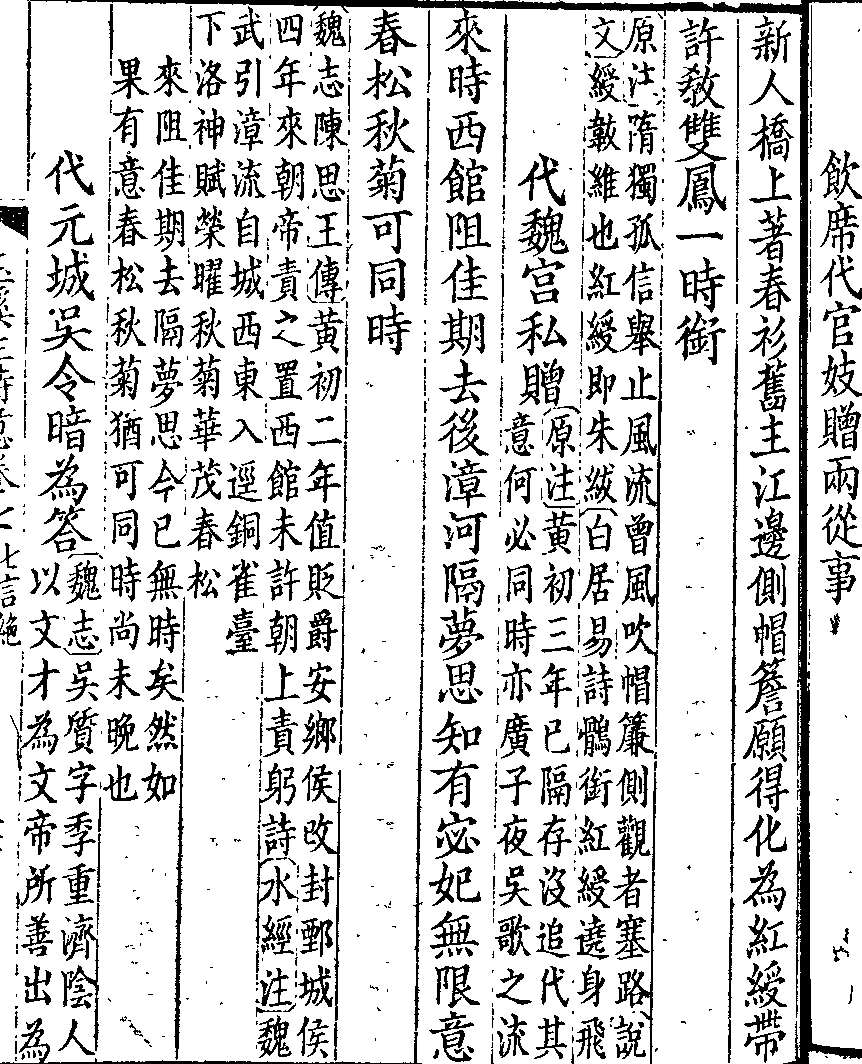 飲席代官妓贈兩從事
新人橋上著春衫舊主江邊側帽簷願得化為紅綬帶
許敎雙鳳一時銜
原注隋獨孤信舉止風流曾風吹帽簾側觀者塞路說
文綬韍維也紅綬即朱紱白居易詩鶻銜紅綬遶身飛
代魏宫私贈
原注黄初三年已隔存沒追代其
意何必同時亦廣子夜吳歌之流
來時西館阻佳期去後漳河隔夢思知有宓妃無限意
春松秋菊可同時
魏志陳思王傳黄初二年值貶爵安鄉侯改封鄄城侯
四年來朝帝責之置西館未許朝上責躬詩水經注魏
武引漳流自城西東入逕銅雀臺
下洛神賦榮曜秋菊華茂春松
來阻佳期去隔夢思今已無時矣然如
果有意春松秋菊猶可同時尚未晚也
代元城吳令暗為答
魏志吳質字季重濟陰人
以文才為文帝所善出為
七言絶